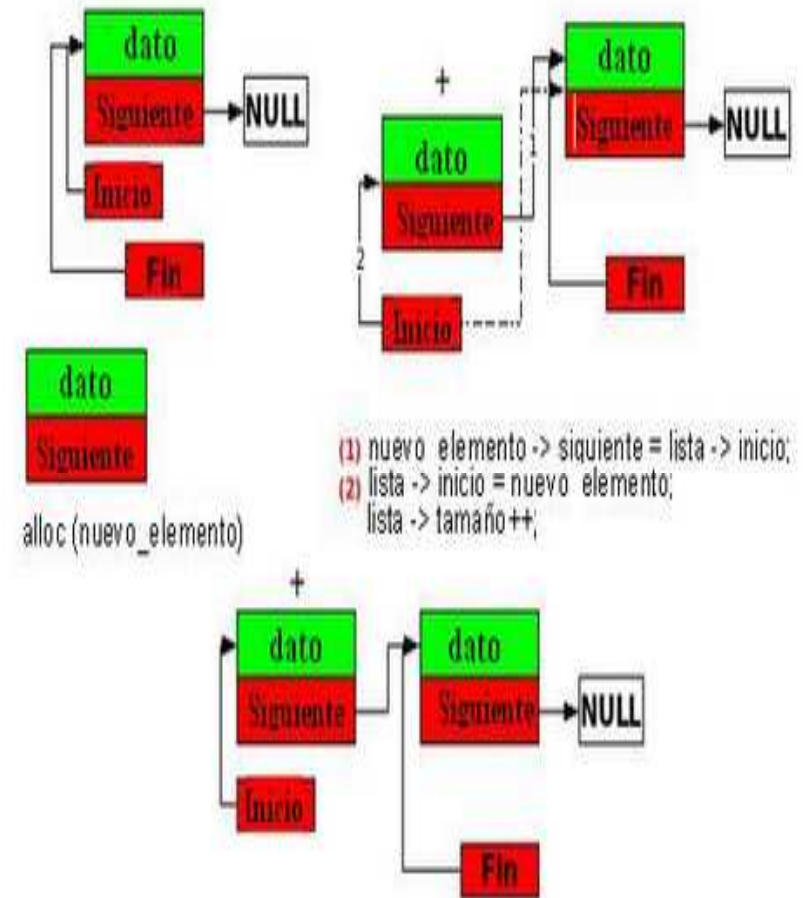 dato
Siguiente
NULL
Inicio
Fin
+
dato
Siguiente
1
dato
Siguiente
NULL
2
Inicio
Fin
dato
Siguiente
alloc (nuevo_elemento)
(1) nuevo elemento -> siguiente = lista -> inicio;
(2) lista -> inicio = nuevo elemento;
lista -> tamaño++;
+
dato
Siguiente
dato
Siguiente
NULL
Inicio
Fin